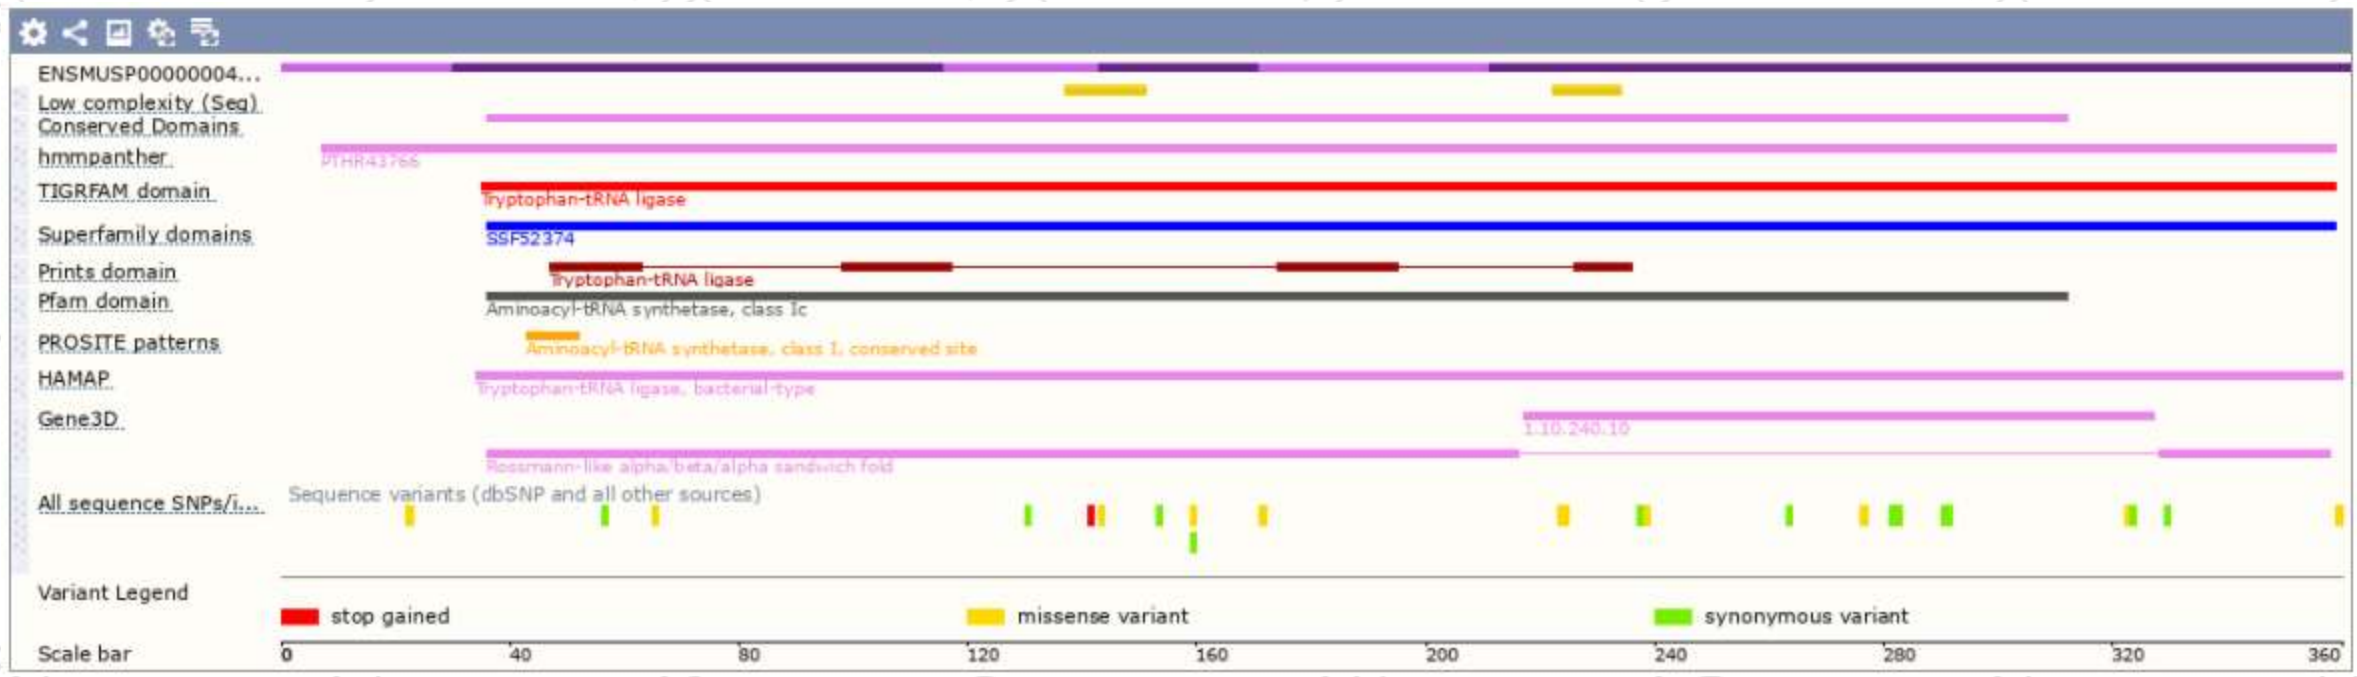 ENSMUSP00000004...
Low complexity (Seg)
Conserved Domains
hmmpanther
PTHR43766
TIGRFAM domain
Tryptophan-tRNA ligase
Superfamily domains
SSF52374
Prints domain
Tryptophan-tRNA ligase
Pfam domain
Aminoacyl-tRNA synthetase, class Ic
PROSITE patterns
Aminoacyl-tRNA synthetase, class I, conserved site
HAMAP
Tryptophan-tRNA ligase, bacterial-type
Gene3D
1.10.240.10
Rossmann-like alpha/beta/alpha sandwich fold
All sequence SNPs/i...
Sequence variants (dbSNP and all other sources)
Variant Legend
stop gained missense variant synonymous variant
Scale bar 0 40 80 120 160 200 240 280 320 360